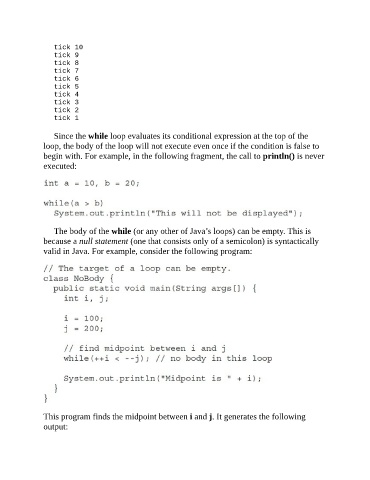 tick 10
tick 9
tick 8
tick 7
tick 6
tick 5
tick 4
tick 3
tick 2
tick 1
Since the while loop evaluates its conditional expression at the top of the
loop, the body of the loop will not execute even once if the condition is false to
begin with. For example, in the following fragment, the call to println() is never
executed:
int a = 10, b = 20;
while(a > b)
System.out.println("This will not be displayed");
The body of the while (or any other of Java's loops) can be empty. This is
because a null statement (one that consists only of a semicolon) is syntactically
valid in Java. For example, consider the following program:
// The target of a loop can be empty.
class NoBody {
public static void main(String args[]) {
int i, j;
i = 100;
j = 200;
// find midpoint between i and j
while(++i < --j); // no body in this loop
System.out.println("Midpoint is " + i);
}
}
This program finds the midpoint between i and j. It generates the following
output: